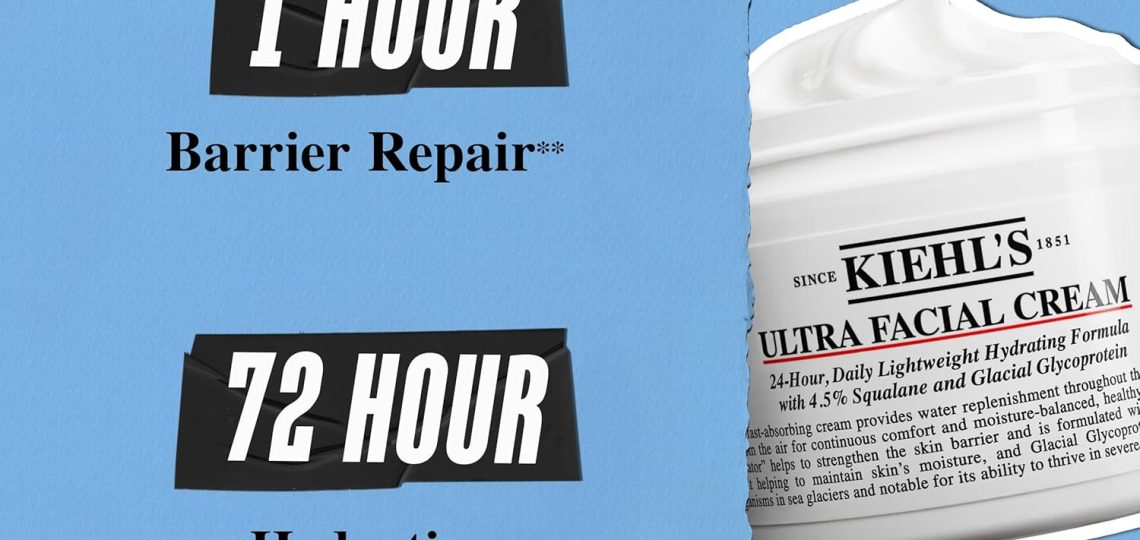 1 HOUR
Barrier Repair**
72 HOUR
SINCE KIEHL'S 1851
ULTRA FACIAL CREAM
24-Hour, Daily Lightweight Hydrating Formula
with 4.5% Squalane and Glacial Glycoprotein
fast-absorbing cream provides water replenishment throughout
the air for continuous comfort and moisture-balanced, healthy
helps to strengthen the skin barrier and is formulated
helping to maintain skin's moisture, and Glacial
in sea glaciers and notable for its ability to thrive in severe